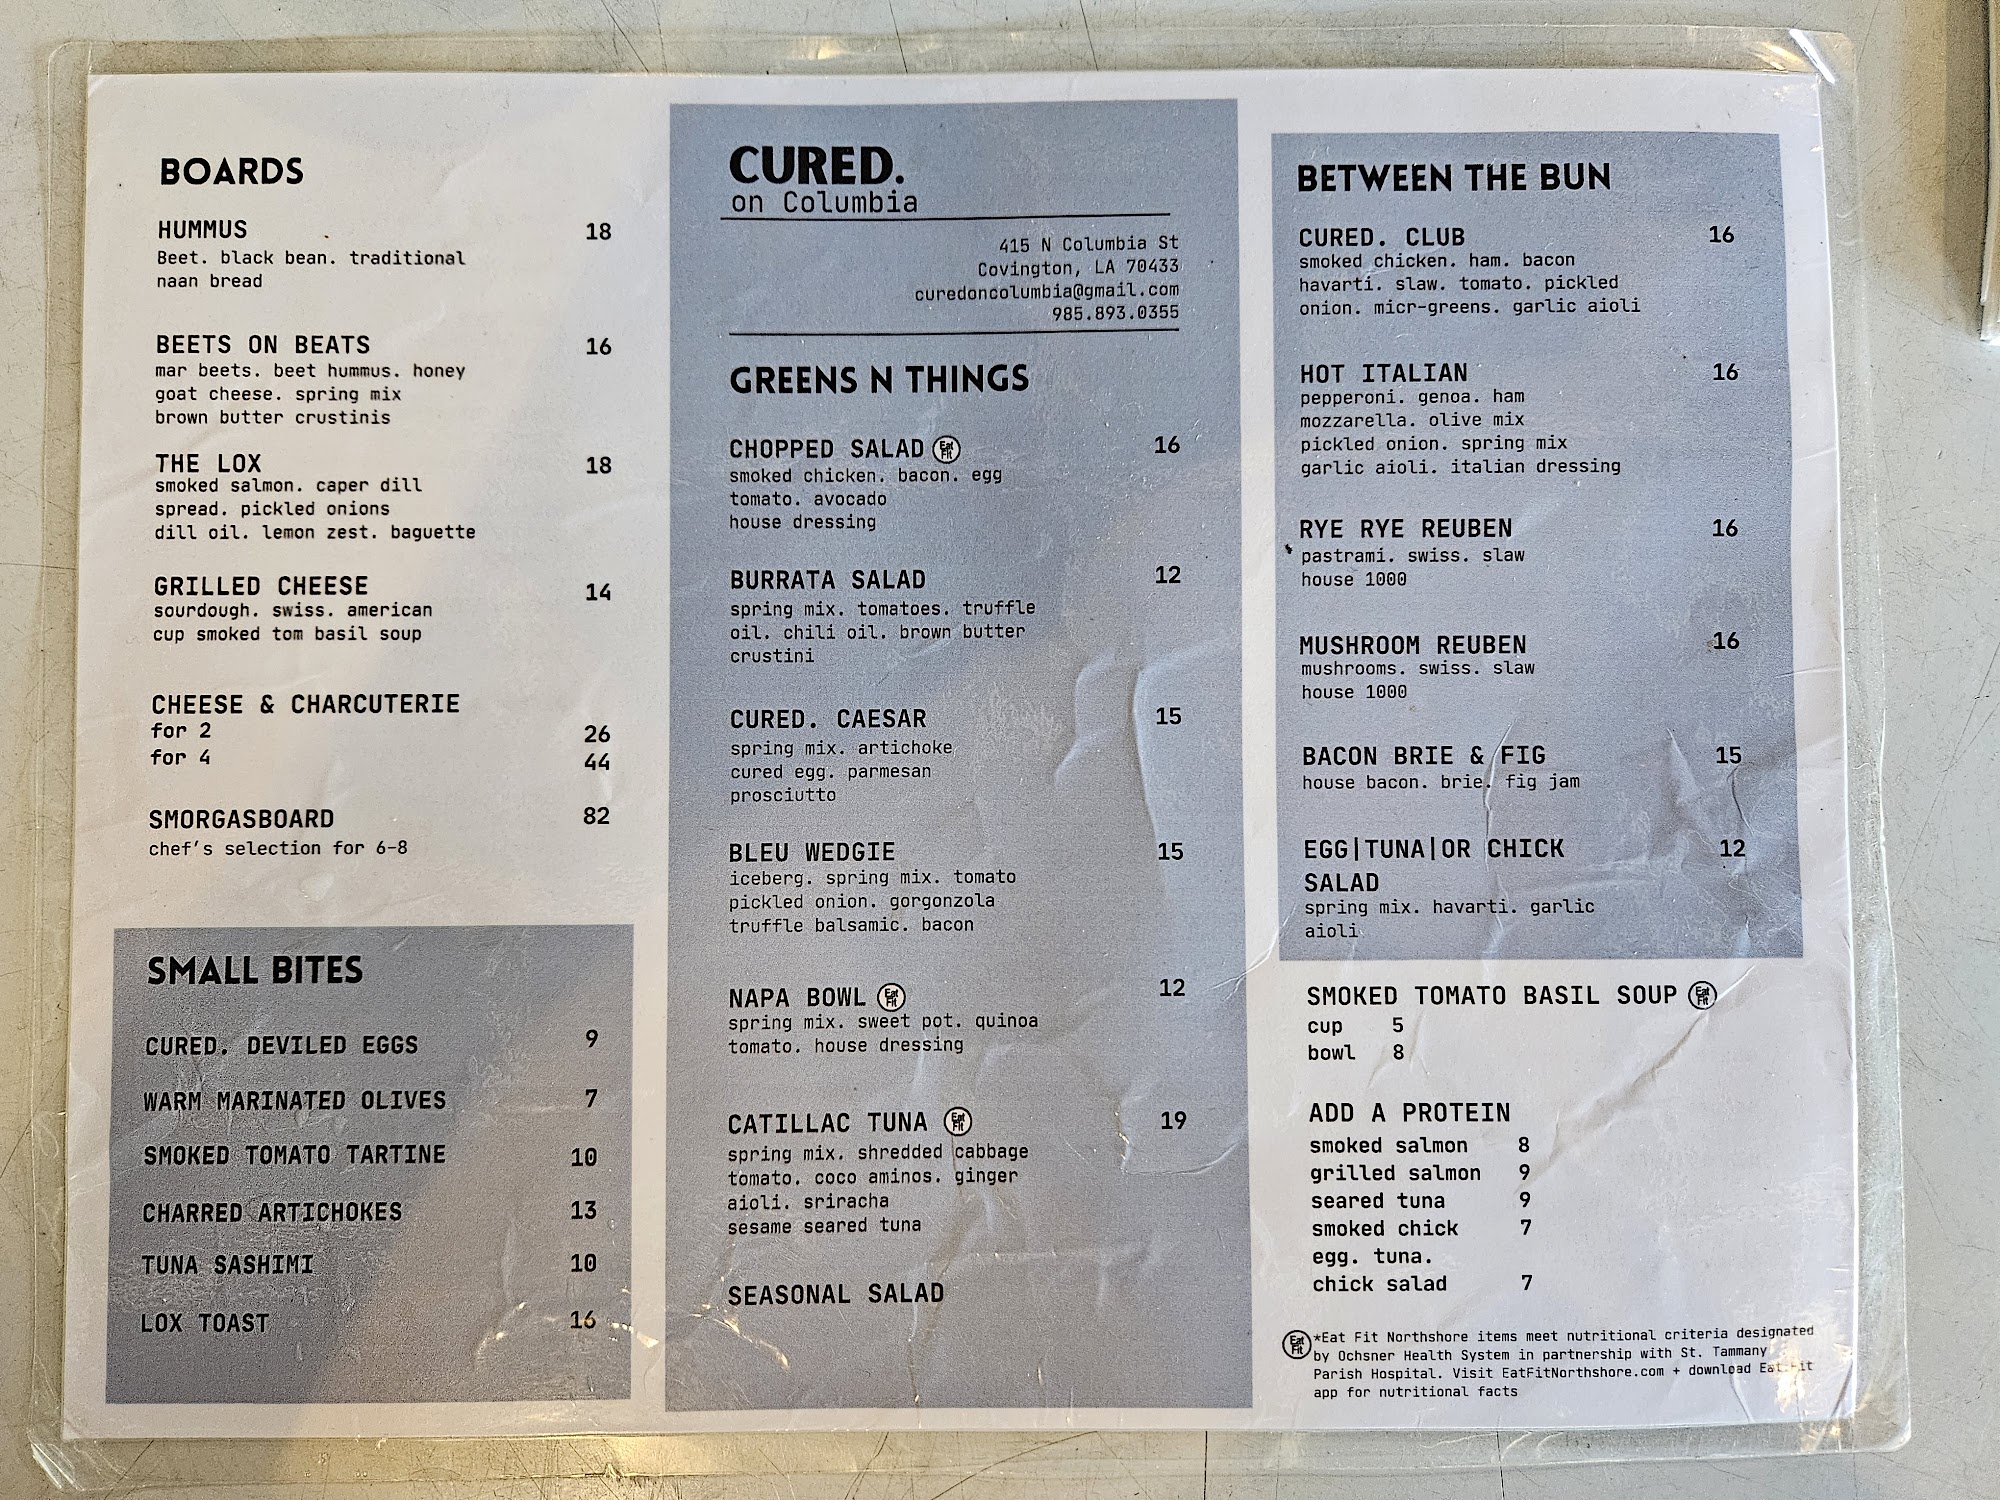 BOARDS
HUMMUS 18
Beet. black bean. traditional
naan bread
BEETS ON BEATS 16
mar beets. beet hummus. honey
goat cheese. spring mix
brown butter crustinis
THE LOX 18
smoked salmon. caper dill
spread. pickled onions
dill oil. lemon zest. baguette
GRILLED CHEESE 14
sourdough. swiss. american
cup smoked tom basil soup
CHEESE & CHARCUTERIE
for 2 26
for 4 44
SMORGASBOARD 82
chef's selection for 6-8
SMALL BITES
CURED. DEVILED EGGS 9
WARM MARINATED OLIVES 7
SMOKED TOMATO TARTINE 10
CHARRED ARTICHOKES 13
TUNA SASHIMI 10
LOX TOAST 16
CURED.
on Columbia
415 N Columbia St
Covington, LA 70433
curedoncolumbia@gmail.com
985.893.0355
GREENS N THINGS
CHOPPED SALAD Eat Fit 16
smoked chicken. bacon. egg
tomato. avocado
house dressing
BURRATA SALAD 12
spring mix. tomatoes. truffle
oil. chili oil. brown butter
crustini
CURED. CAESAR 15
spring mix. artichoke
cured egg. parmesan
prosciutto
BLEU WEDGIE 15
iceberg. spring mix. tomato
pickled onion. gorgonzola
truffle balsamic. bacon
NAPA BOWL Eat Fit 12
spring mix. sweet pot. quinoa
tomato. house dressing
CATILLAC TUNA Eat Fit 19
spring mix. shredded cabbage
tomato. coco aminos. ginger
aioli. sriracha
sesame seared tuna
SEASONAL SALAD
BETWEEN THE BUN
CURED. CLUB 16
smoked chicken. ham. bacon
havarti. slaw. tomato. pickled
onion. micr-greens. garlic aioli
HOT ITALIAN 16
pepperoni. genoa. ham
mozzarella. olive mix
pickled onion. spring mix
garlic aioli. italian dressing
RYE RYE REUBEN 16
pastrami. swiss. slaw
house 1000
MUSHROOM REUBEN 16
mushrooms. swiss. slaw
house 1000
BACON BRIE & FIG 15
house bacon. brie. fig jam
EGG|TUNA|OR CHICK 12
SALAD
spring mix. havarti. garlic
aioli
SMOKED TOMATO BASIL SOUP Eat Fit
cup 5
bowl 8
ADD A PROTEIN
smoked salmon 8
grilled salmon 9
seared tuna 9
smoked chick 7
egg. tuna.
chick salad 7
Eat Fit *Eat Fit Northshore items meet nutritional criteria designated
by Ochsner Health System in partnership with St. Tammany
Parish Hospital. Visit EatFitNorthshore.com + download Eat Fit
app for nutritional facts